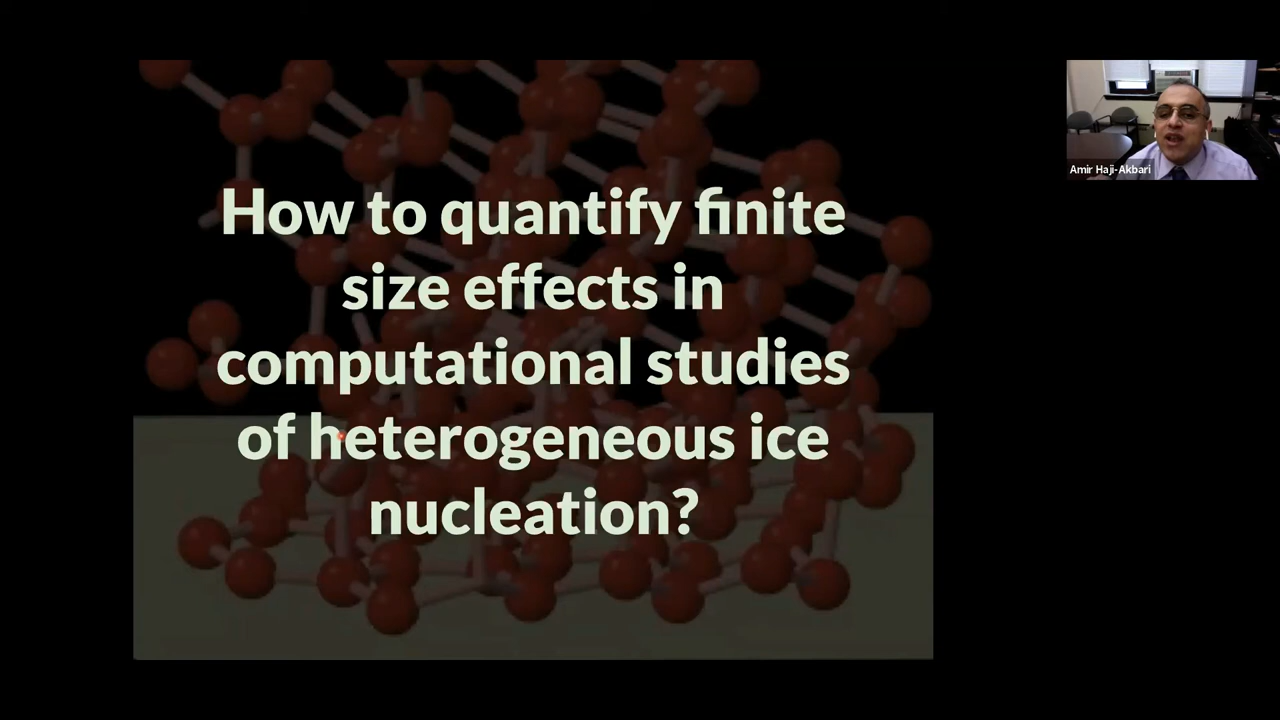 How to quantify finite
size effects in
computational studies
of heterogeneous ice
nucleation?
Amir Haji-Akbari